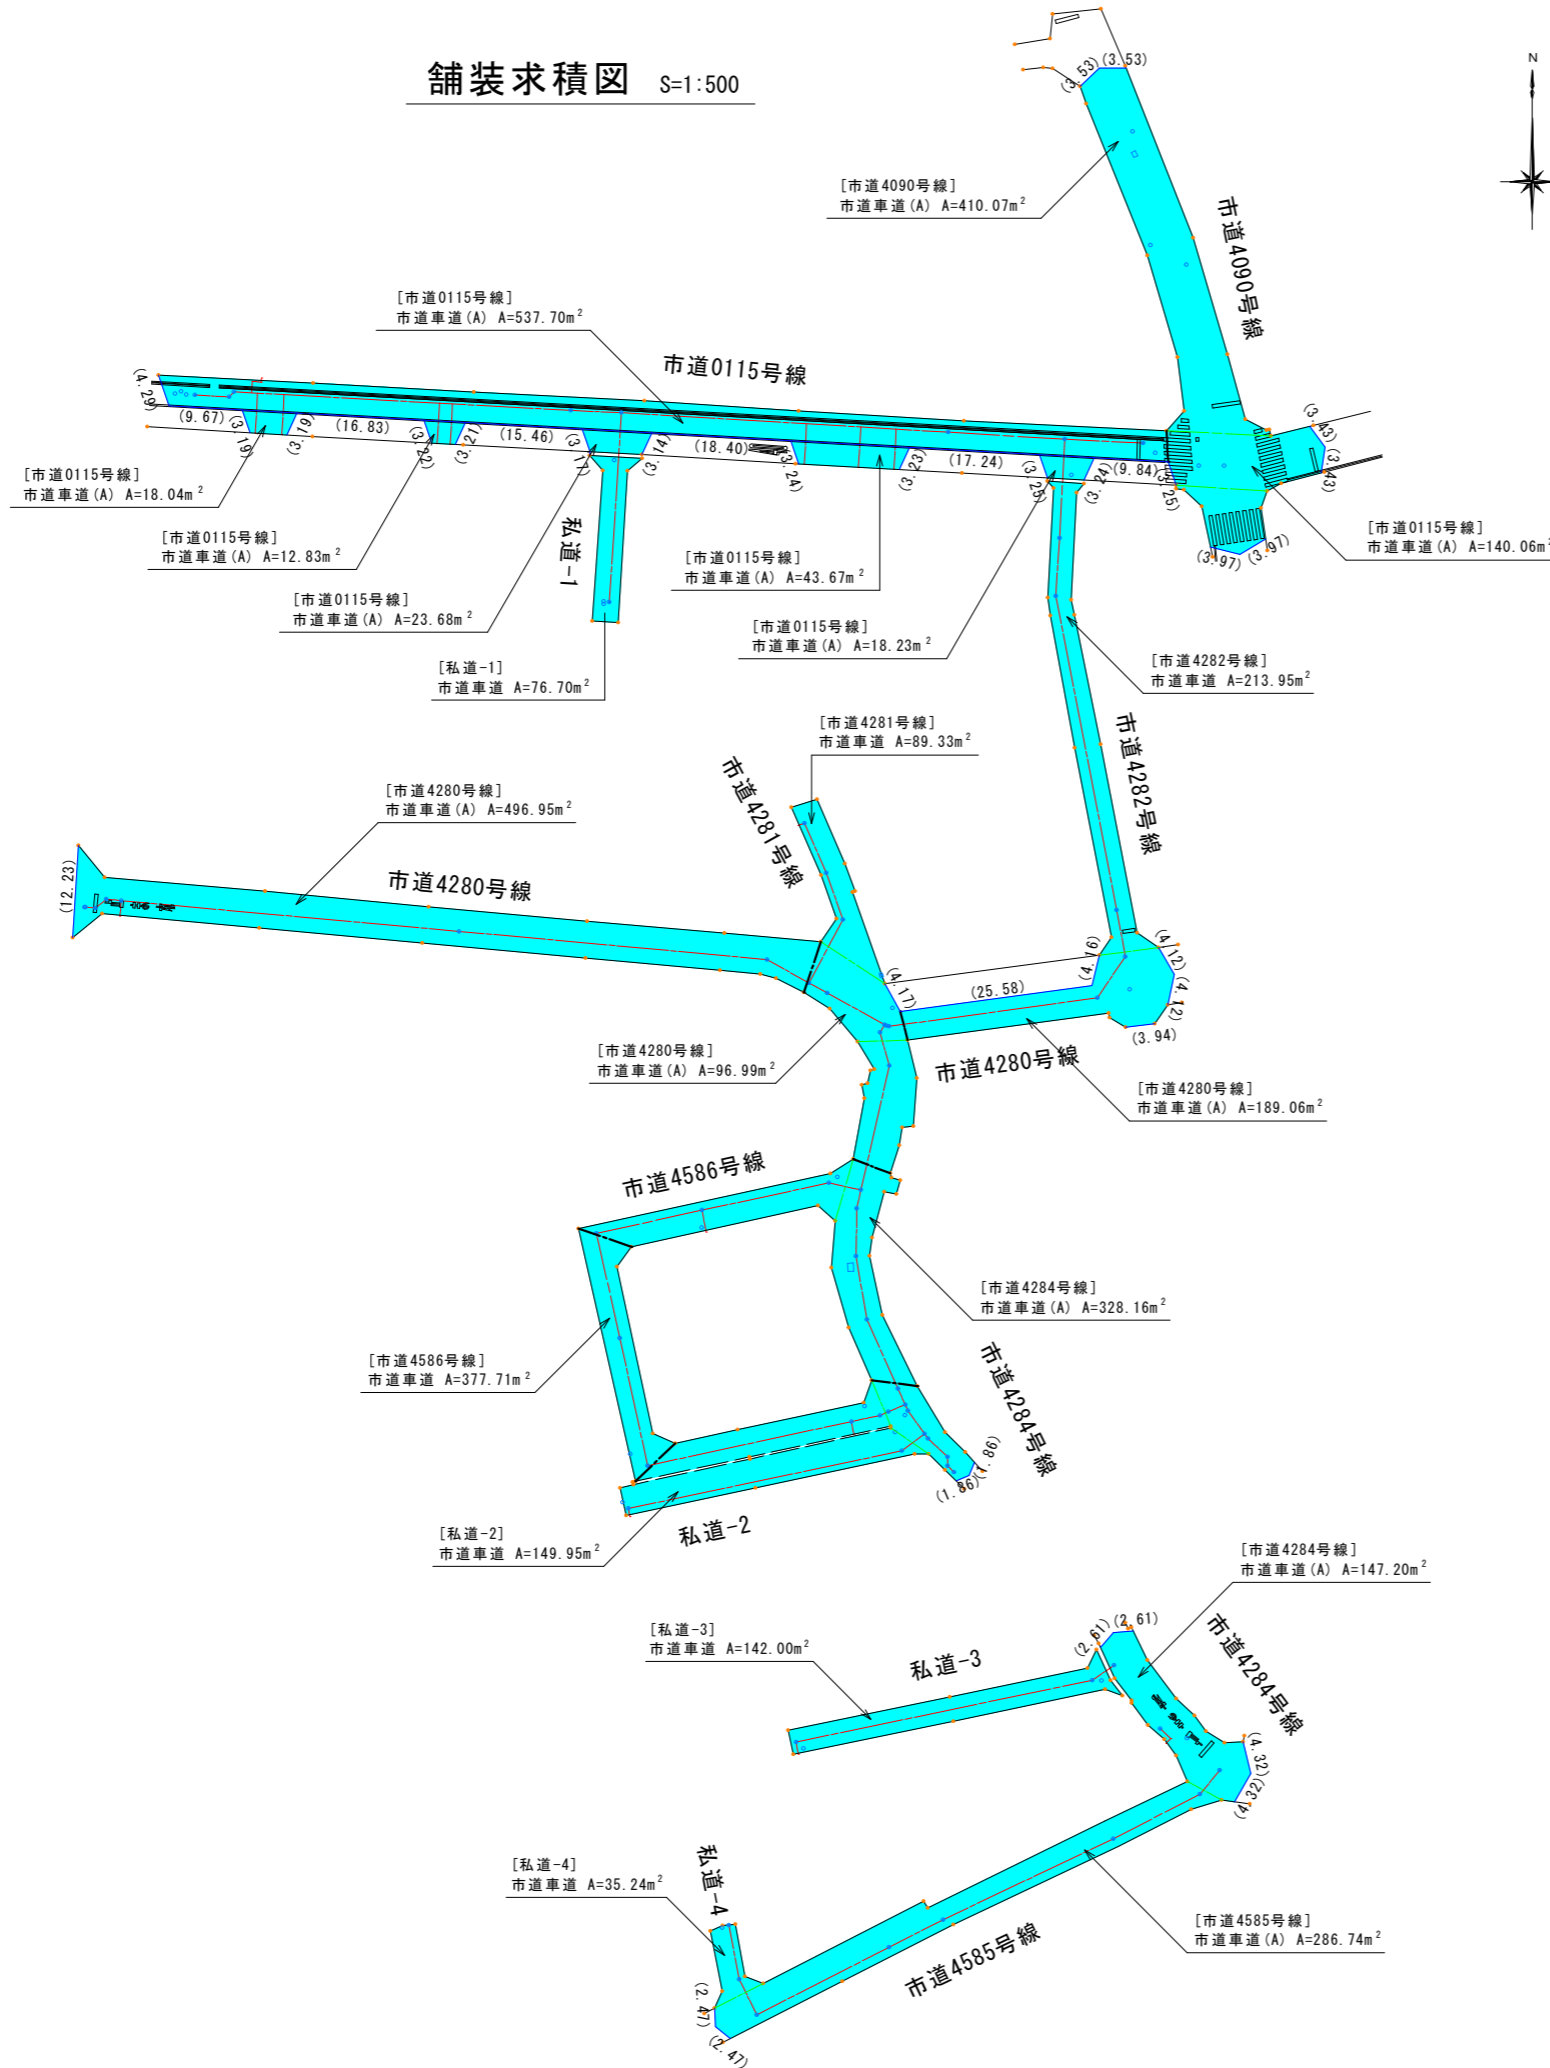 舗装求積図 S=1:500
N
(3.53)
(3.53)
[市道4090号線]
市道車道(A) A=410.07m²
市道4090号線
[市道0115号線]
市道車道(A) A=537.70m²
市道0115号線
(4.29)
(9.67)
(3.19)
(3.19)
(16.83)
(3.22)
(3.21)
(15.46)
(3.17)
(3.14)
(18.40)
(3.24)
(3.23)
(17.24)
(3.25)
(3.24)
(9.84)
(3.25)
(3.43)
(3.43)
(3.97)
(3.97)
[市道0115号線]
市道車道(A) A=18.04m²
[市道0115号線]
市道車道(A) A=12.83m²
[市道0115号線]
市道車道(A) A=23.68m²
私道-1
[市道0115号線]
市道車道(A) A=43.67m²
[市道0115号線]
市道車道(A) A=140.06m²
[市道0115号線]
市道車道(A) A=18.23m²
[私道-1]
市道車道 A=76.70m²
[市道4282号線]
市道車道 A=213.95m²
市道4282号線
[市道4281号線]
市道車道 A=89.33m²
市道4281号線
[市道4280号線]
市道車道(A) A=496.95m²
市道4280号線
(12.23)
(4.17)
(25.58)
(4.16)
(4.12)
(4.12)
(3.94)
[市道4280号線]
市道車道(A) A=96.99m²
市道4280号線
[市道4280号線]
市道車道(A) A=189.06m²
市道4586号線
[市道4284号線]
市道車道(A) A=328.16m²
[市道4586号線]
市道車道 A=377.71m²
市道4284号線
(1.86)
(1.86)
[私道-2]
市道車道 A=149.95m²
私道-2
[市道4284号線]
市道車道(A) A=147.20m²
[私道-3]
市道車道 A=142.00m²
私道-3
(2.61)
(2.61)
市道4284号線
(4.32)
(4.32)
[私道-4]
市道車道 A=35.24m²
私道-4
[市道4585号線]
市道車道(A) A=286.74m²
市道4585号線
(2.47)
(2.47)